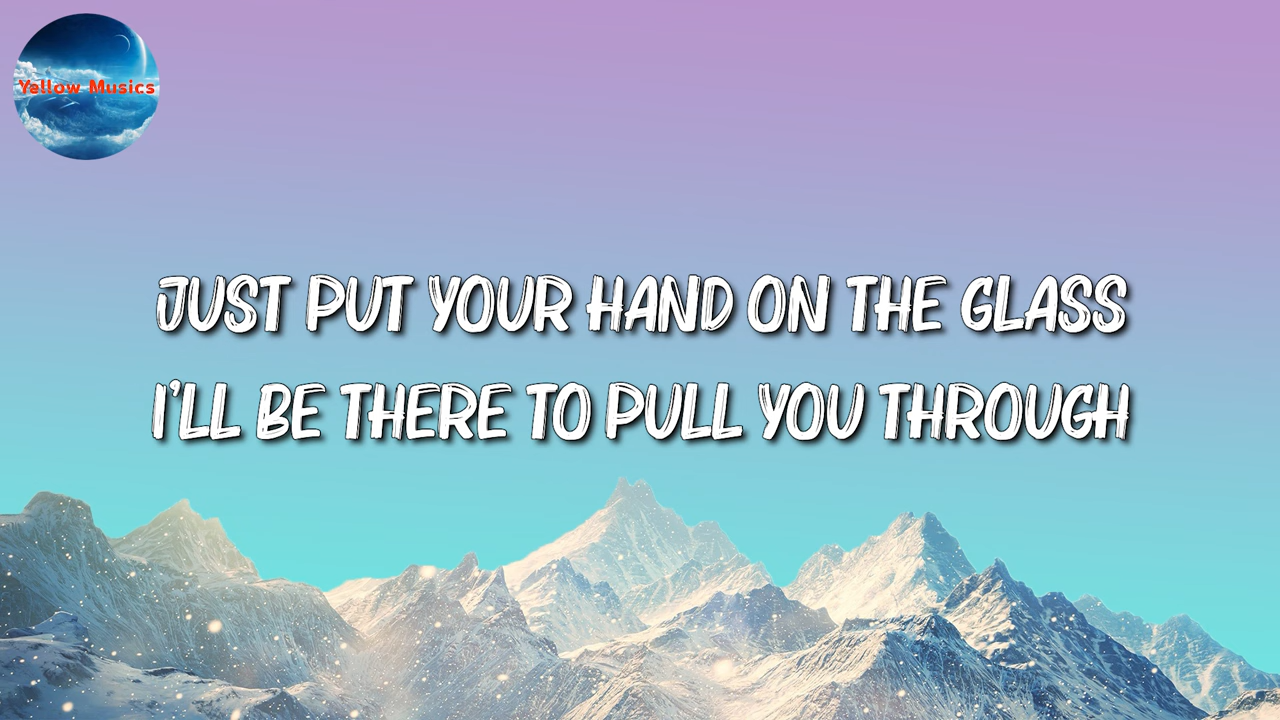 Yellow Musics
JUST PUT YOUR HAND ON THE GLASS
I'LL BE THERE TO PULL YOU THROUGH